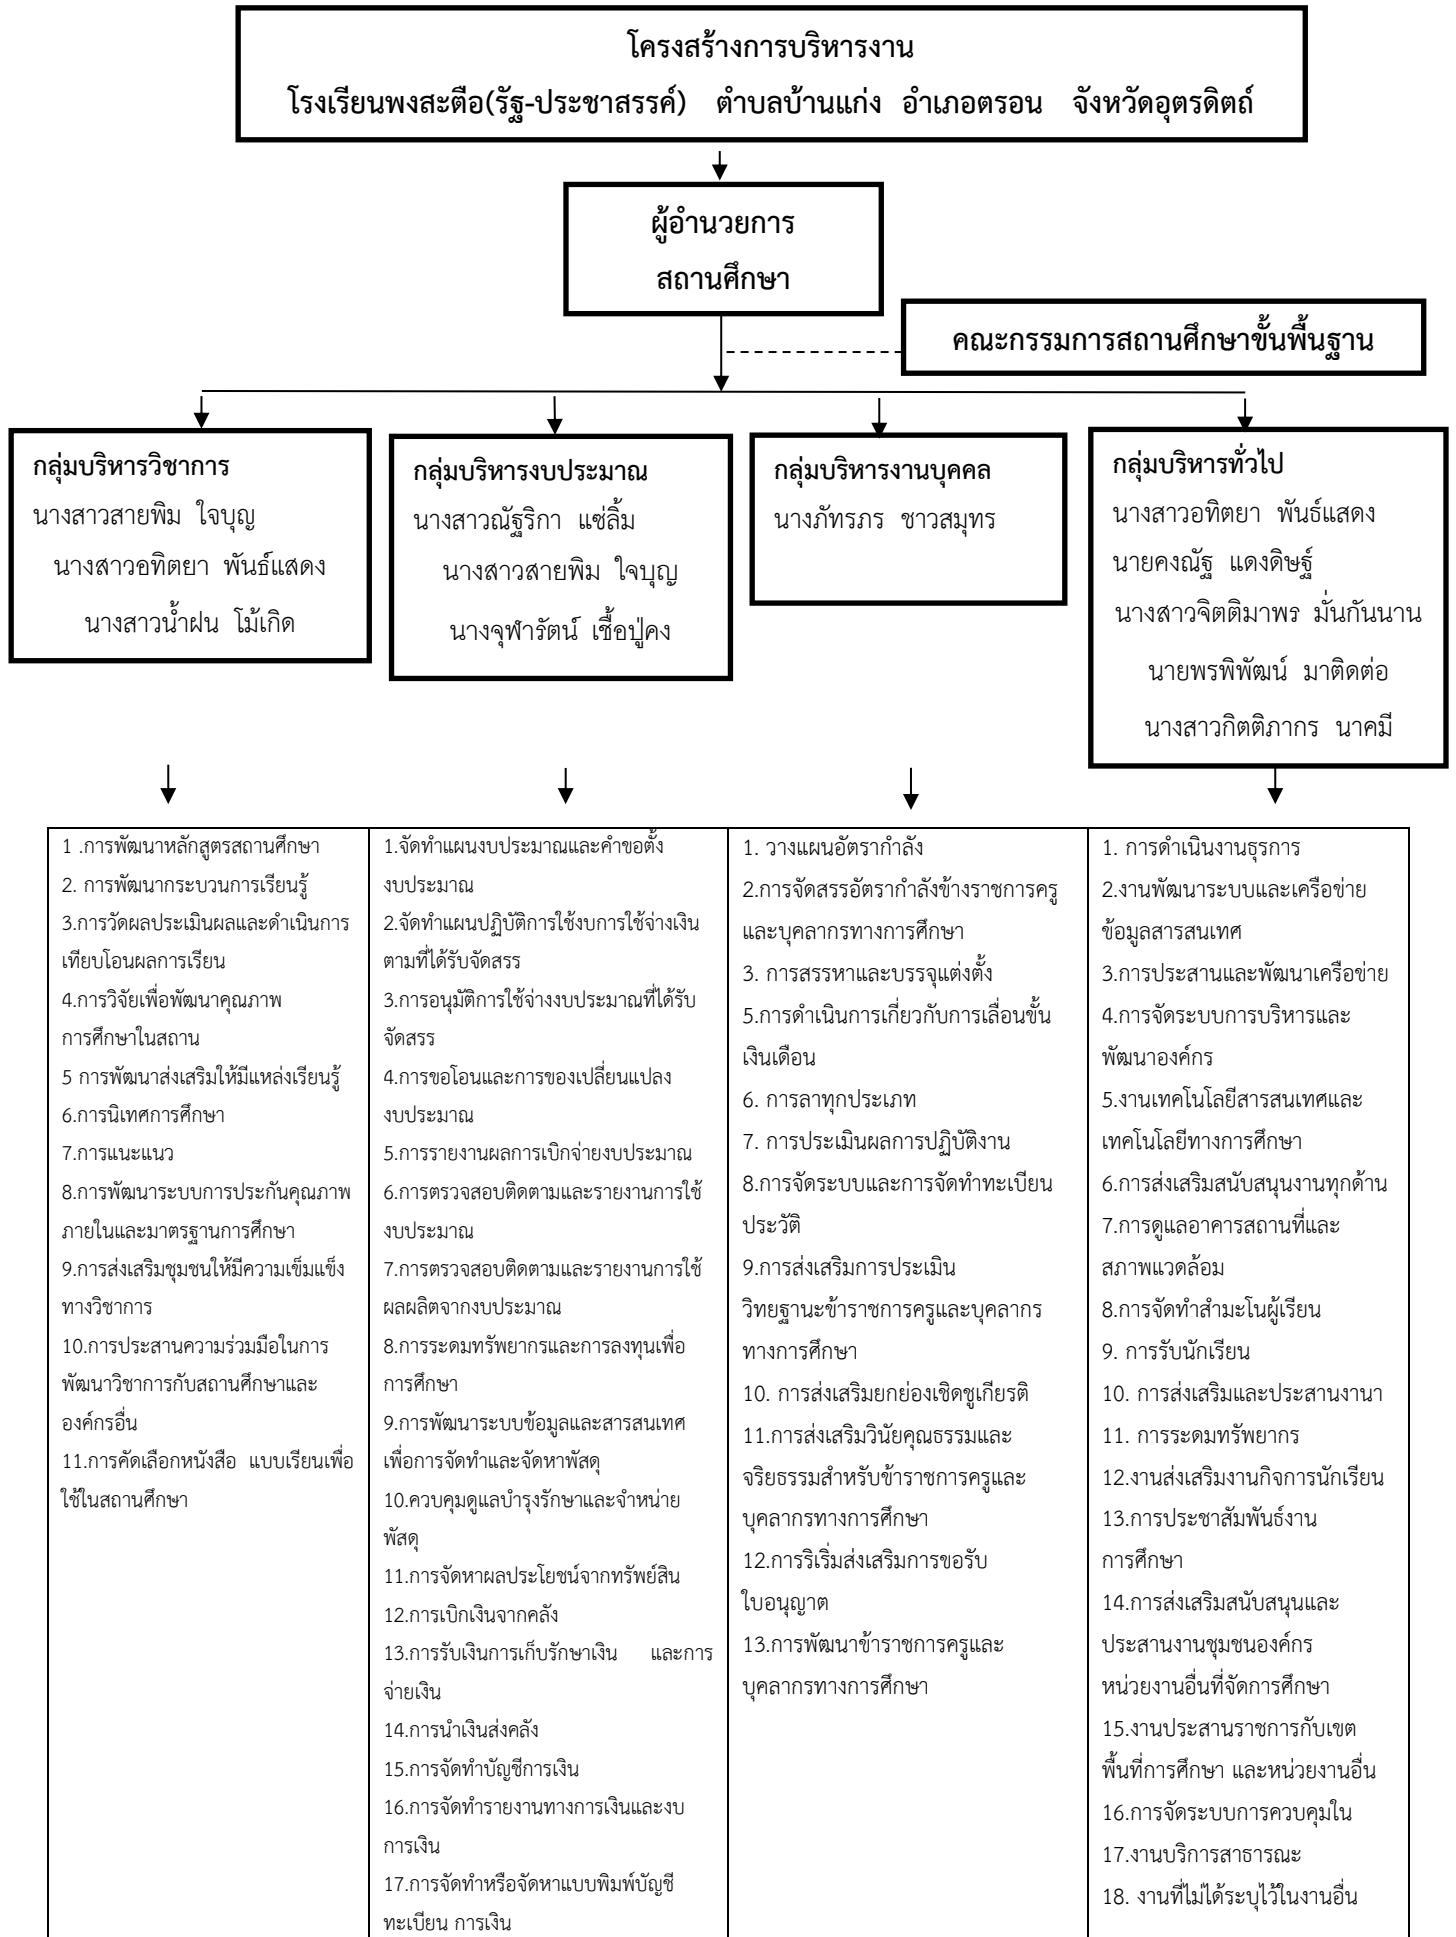 โครงสร้างการบริหารงาน
โรงเรียนพงสะตือ(รัฐ-ประชาสรรค์) ตำบลบ้านแก่ง อำเภอตรอน จังหวัดอุตรดิตถ์
ผู้อำนวยการ
สถานศึกษา
คณะกรรมการสถานศึกษาขั้นพื้นฐาน
กลุ่มบริหารวิชาการ
นางสาวสายพิม ใจบุญ
นางสาวอทิตยา พันธ์แสดง
นางสาวน้ำฝน โม้เกิด
กลุ่มบริหารงบประมาณ
นางสาวณัฐริกา แซ่ลิ้ม
นางสาวสายพิม ใจบุญ
นางจุฬารัตน์ เชื้อปู่คง
กลุ่มบริหารงานบุคคล
นางภัทรภร ชาวสมุทร
กลุ่มบริหารทั่วไป
นางสาวอทิตยา พันธ์แสดง
นายคงณัฐ แดงดิษฐ์
นางสาวจิตติมาพร มั่นกันนาน
นายพรพิพัฒน์ มาติดต่อ
นางสาวกิตติภากร นาคมี
1 .การพัฒนาหลักสูตรสถานศึกษา
2. การพัฒนากระบวนการเรียนรู้
3.การวัดผลประเมินผลและดำเนินการ
เทียบโอนผลการเรียน
4.การวิจัยเพื่อพัฒนาคุณภาพ
การศึกษาในสถาน
5 การพัฒนาส่งเสริมให้มีแหล่งเรียนรู้
6.การนิเทศการศึกษา
7.การแนะแนว
8.การพัฒนาระบบการประกันคุณภาพ
ภายในและมาตรฐานการศึกษา
9.การส่งเสริมชุมชนให้มีความเข็มแข็ง
ทางวิชาการ
10.การประสานความร่วมมือในการ
พัฒนาวิชาการกับสถานศึกษาและ
องค์กรอื่น
11.การคัดเลือกหนังสือ แบบเรียนเพื่อ
ใช้ในสถานศึกษา
1.จัดทำแผนงบประมาณและคำขอตั้ง
งบประมาณ
2.จัดทำแผนปฏิบัติการใช้งบการใช้จ่างเงิน
ตามที่ได้รับจัดสรร
3.การอนุมัติการใช้จ่างงบประมาณที่ได้รับ
จัดสรร
4.การขอโอนและการของเปลี่ยนแปลง
งบประมาณ
5.การรายงานผลการเบิกจ่ายงบประมาณ
6.การตรวจสอบติดตามและรายงานการใช้
งบประมาณ
7.การตรวจสอบติดตามและรายงานการใช้
ผลผลิตจากงบประมาณ
8.การระดมทรัพยากรและการลงทุนเพื่อ
การศึกษา
9.การพัฒนาระบบข้อมูลและสารสนเทศ
เพื่อการจัดทำและจัดหาพัสดุ
10.ควบคุมดูแลบำรุงรักษาและจำหน่าย
พัสดุ
11.การจัดหาผลประโยชน์จากทรัพย์สิน
12.การเบิกเงินจากคลัง
13.การรับเงินการเก็บรักษาเงิน และการ
จ่ายเงิน
14.การนำเงินส่งคลัง
15.การจัดทำบัญชีการเงิน
16.การจัดทำรายงานทางการเงินและงบ
การเงิน
17.การจัดทำหรือจัดหาแบบพิมพ์บัญชี
ทะเบียน การเงิน
1. วางแผนอัตรากำลัง
2.การจัดสรรอัตรากำลังข้างราชการครู
และบุคลากรทางการศึกษา
3. การสรรหาและบรรจุแต่งตั้ง
5.การดำเนินการเกี่ยวกับการเลื่อนขั้น
เงินเดือน
6. การลาทุกประเภท
7. การประเมินผลการปฏิบัติงาน
8.การจัดระบบและการจัดทำทะเบียน
ประวัติ
9.การส่งเสริมการประเมิน
วิทยฐานะข้าราชการครูและบุคลากร
ทางการศึกษา
10. การส่งเสริมยกย่องเชิดชูเกียรติ
11.การส่งเสริมวินัยคุณธรรมและ
จริยธรรมสำหรับข้าราชการครูและ
บุคลากรทางการศึกษา
12.การริเริ่มส่งเสริมการขอรับ
ใบอนุญาต
13.การพัฒนาข้าราชการครูและ
บุคลากรทางการศึกษา
1. การดำเนินงานธุรการ
2.งานพัฒนาระบบและเครือข่าย
ข้อมูลสารสนเทศ
3.การประสานและพัฒนาเครือข่าย
4.การจัดระบบการบริหารและ
พัฒนาองค์กร
5.งานเทคโนโลยีสารสนเทศและ
เทคโนโลยีทางการศึกษา
6.การส่งเสริมสนับสนุนงานทุกด้าน
7.การดูแลอาคารสถานที่และ
สภาพแวดล้อม
8.การจัดทำสำมะโนผู้เรียน
9. การรับนักเรียน
10. การส่งเสริมและประสานงานา
11. การระดมทรัพยากร
12.งานส่งเสริมงานกิจการนักเรียน
13.การประชาสัมพันธ์งาน
การศึกษา
14.การส่งเสริมสนับสนุนและ
ประสานงานชุมชนองค์กร
หน่วยงานอื่นที่จัดการศึกษา
15.งานประสานราชการกับเขต
พื้นที่การศึกษา และหน่วยงานอื่น
16.การจัดระบบการควบคุมใน
17.งานบริการสาธารณะ
18. งานที่ไม่ได้ระบุไว้ในงานอื่น